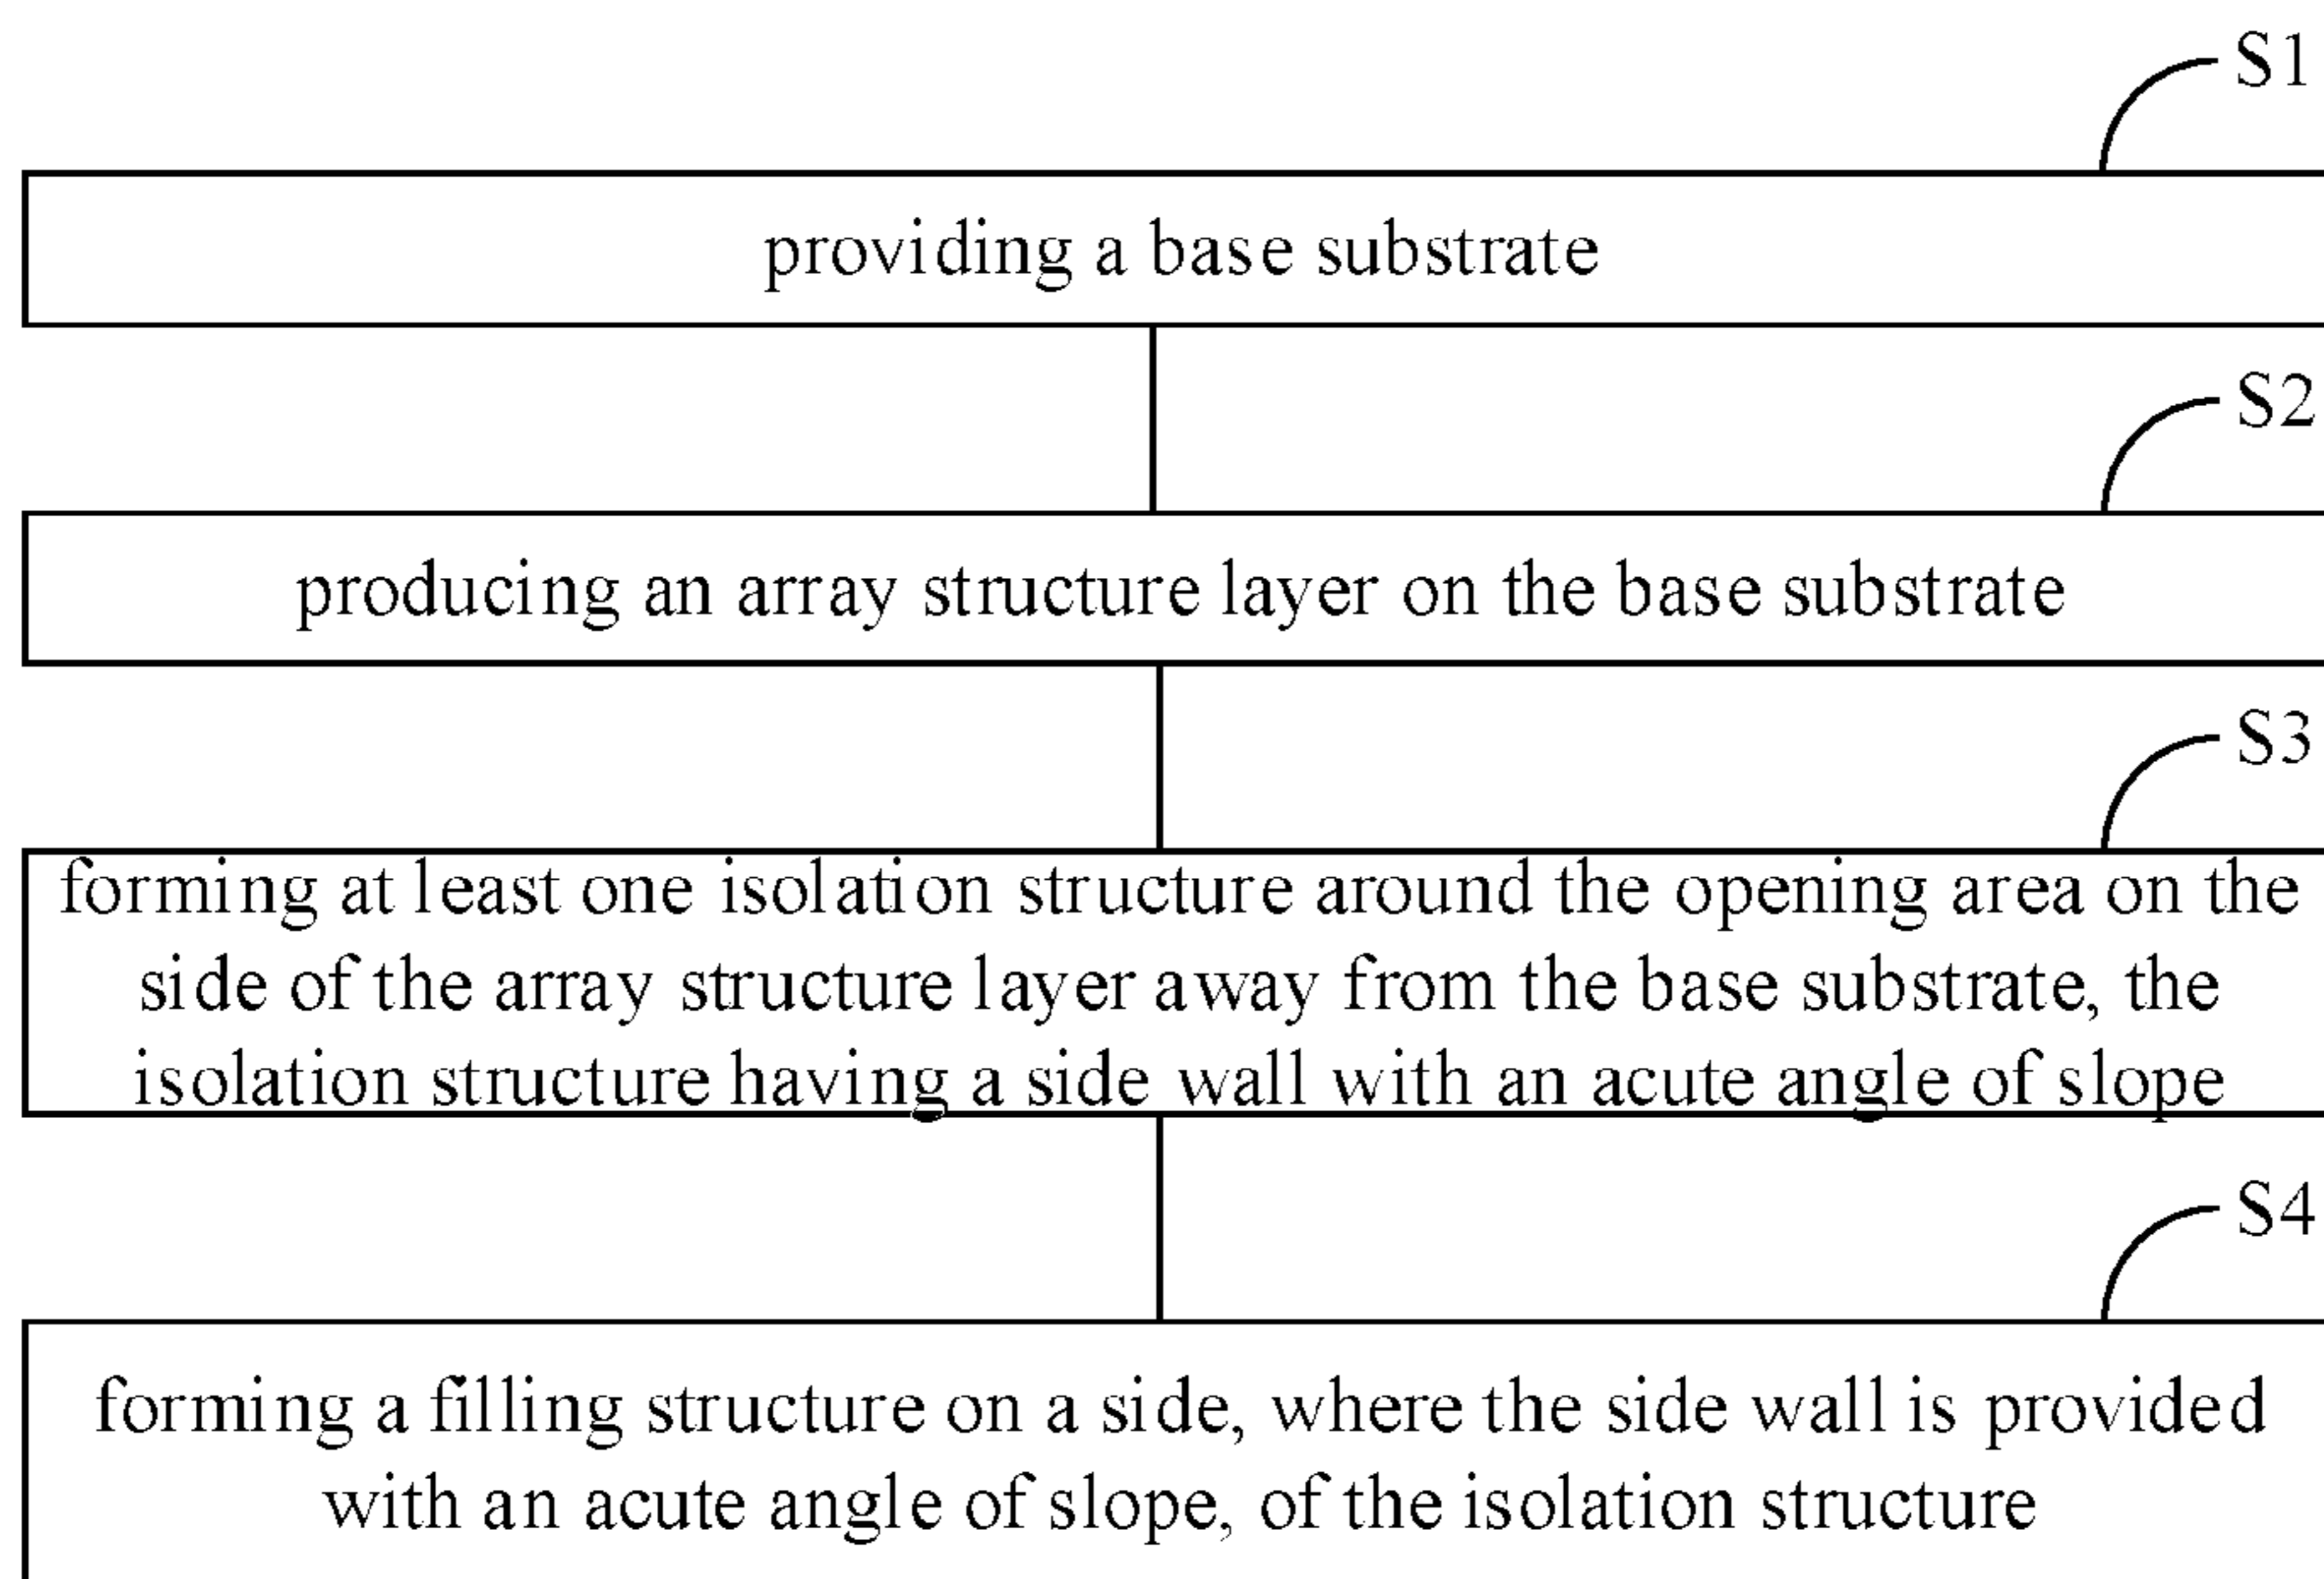 S1
providing a base substrate
S2
producing an array structure layer on the base substrate
S3
forming at least one isolation structure around the opening area on the
side of the array structure layer away from the base substrate, the
isolation structure having a side wall with an acute angle of slope
S4
forming a filling structure on a side, where the side wall is provided
with an acute angle of slope, of the isolation structure